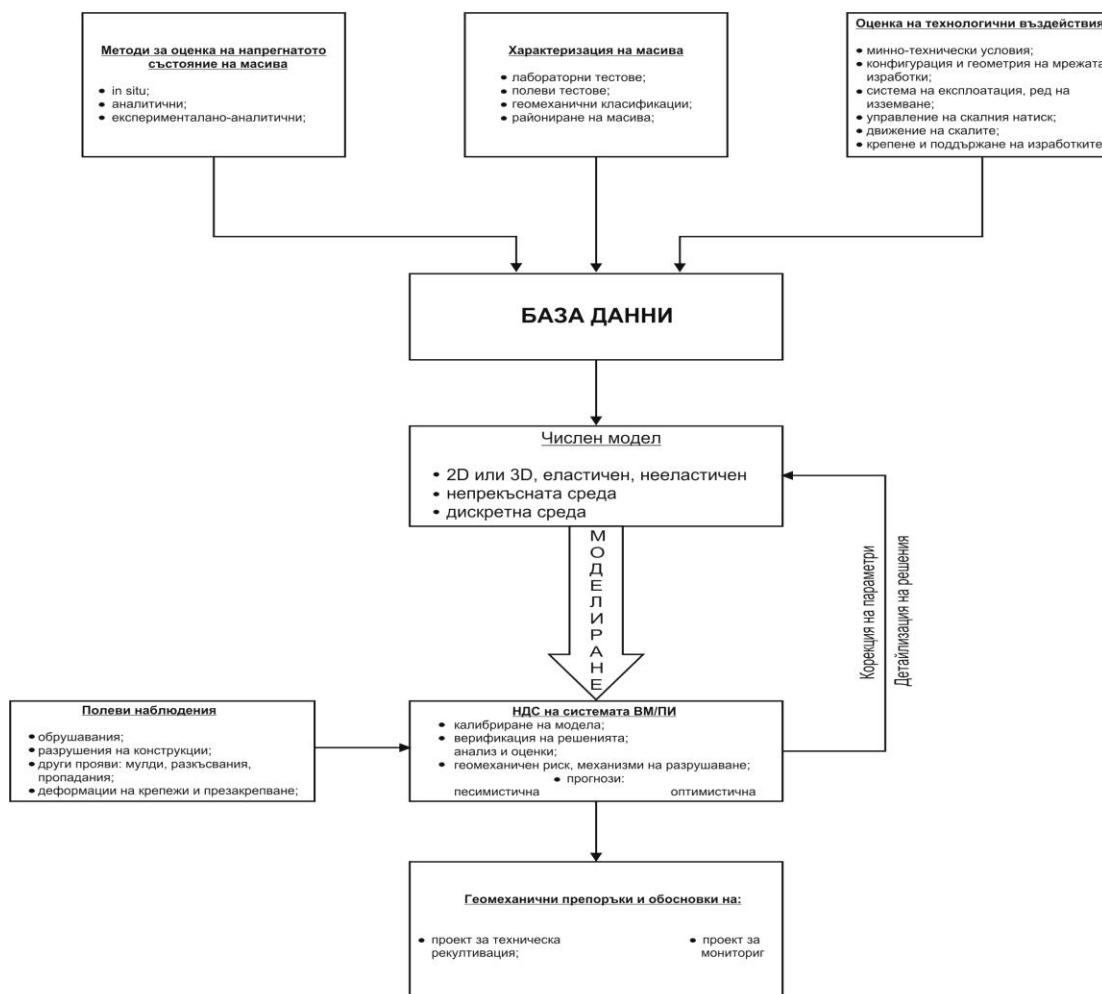 Методи за оценка на напрегнатото
състояние на масива
• in situ;
• аналитични;
• експерименталано-аналитични;
Характеризация на масива
• лабораторни тестове;
• полеви тестове;
• геомеханични класификации;
• райониране на масива;
Оценка на технологични въздействия
• минно-технически условия;
• конфигурация и геометрия на мрежата
изработки;
• система на експлоатация, ред на
изземване;
• управление на скалния натиск;
• движение на скалите;
• крепене и поддържане на изработките
БАЗА ДАННИ
Числен модел
• 2D или 3D, еластичен, нееластичен
• непрекъсната среда
• дискретна среда
МОДЕЛИРАНЕ
Корекция на параметри
Детайлизация на решения
Полеви наблюдения
• обрушавания;
• разрушения на конструкции;
• други прояви: мулди, разкъсвания,
пропадания;
• деформации на крепежи и презакрепване;
НДС на системата ВМ/ПИ
• калибриране на модела;
• верификация на решенията;
анализ и оценки;
• геомеханичен риск, механизми на разрушаване;
• прогнози:
песимистична оптимистична
Геомеханични препоръки и обосновки на:
• проект за техническа
рекултивация;
• проект за
мониториг